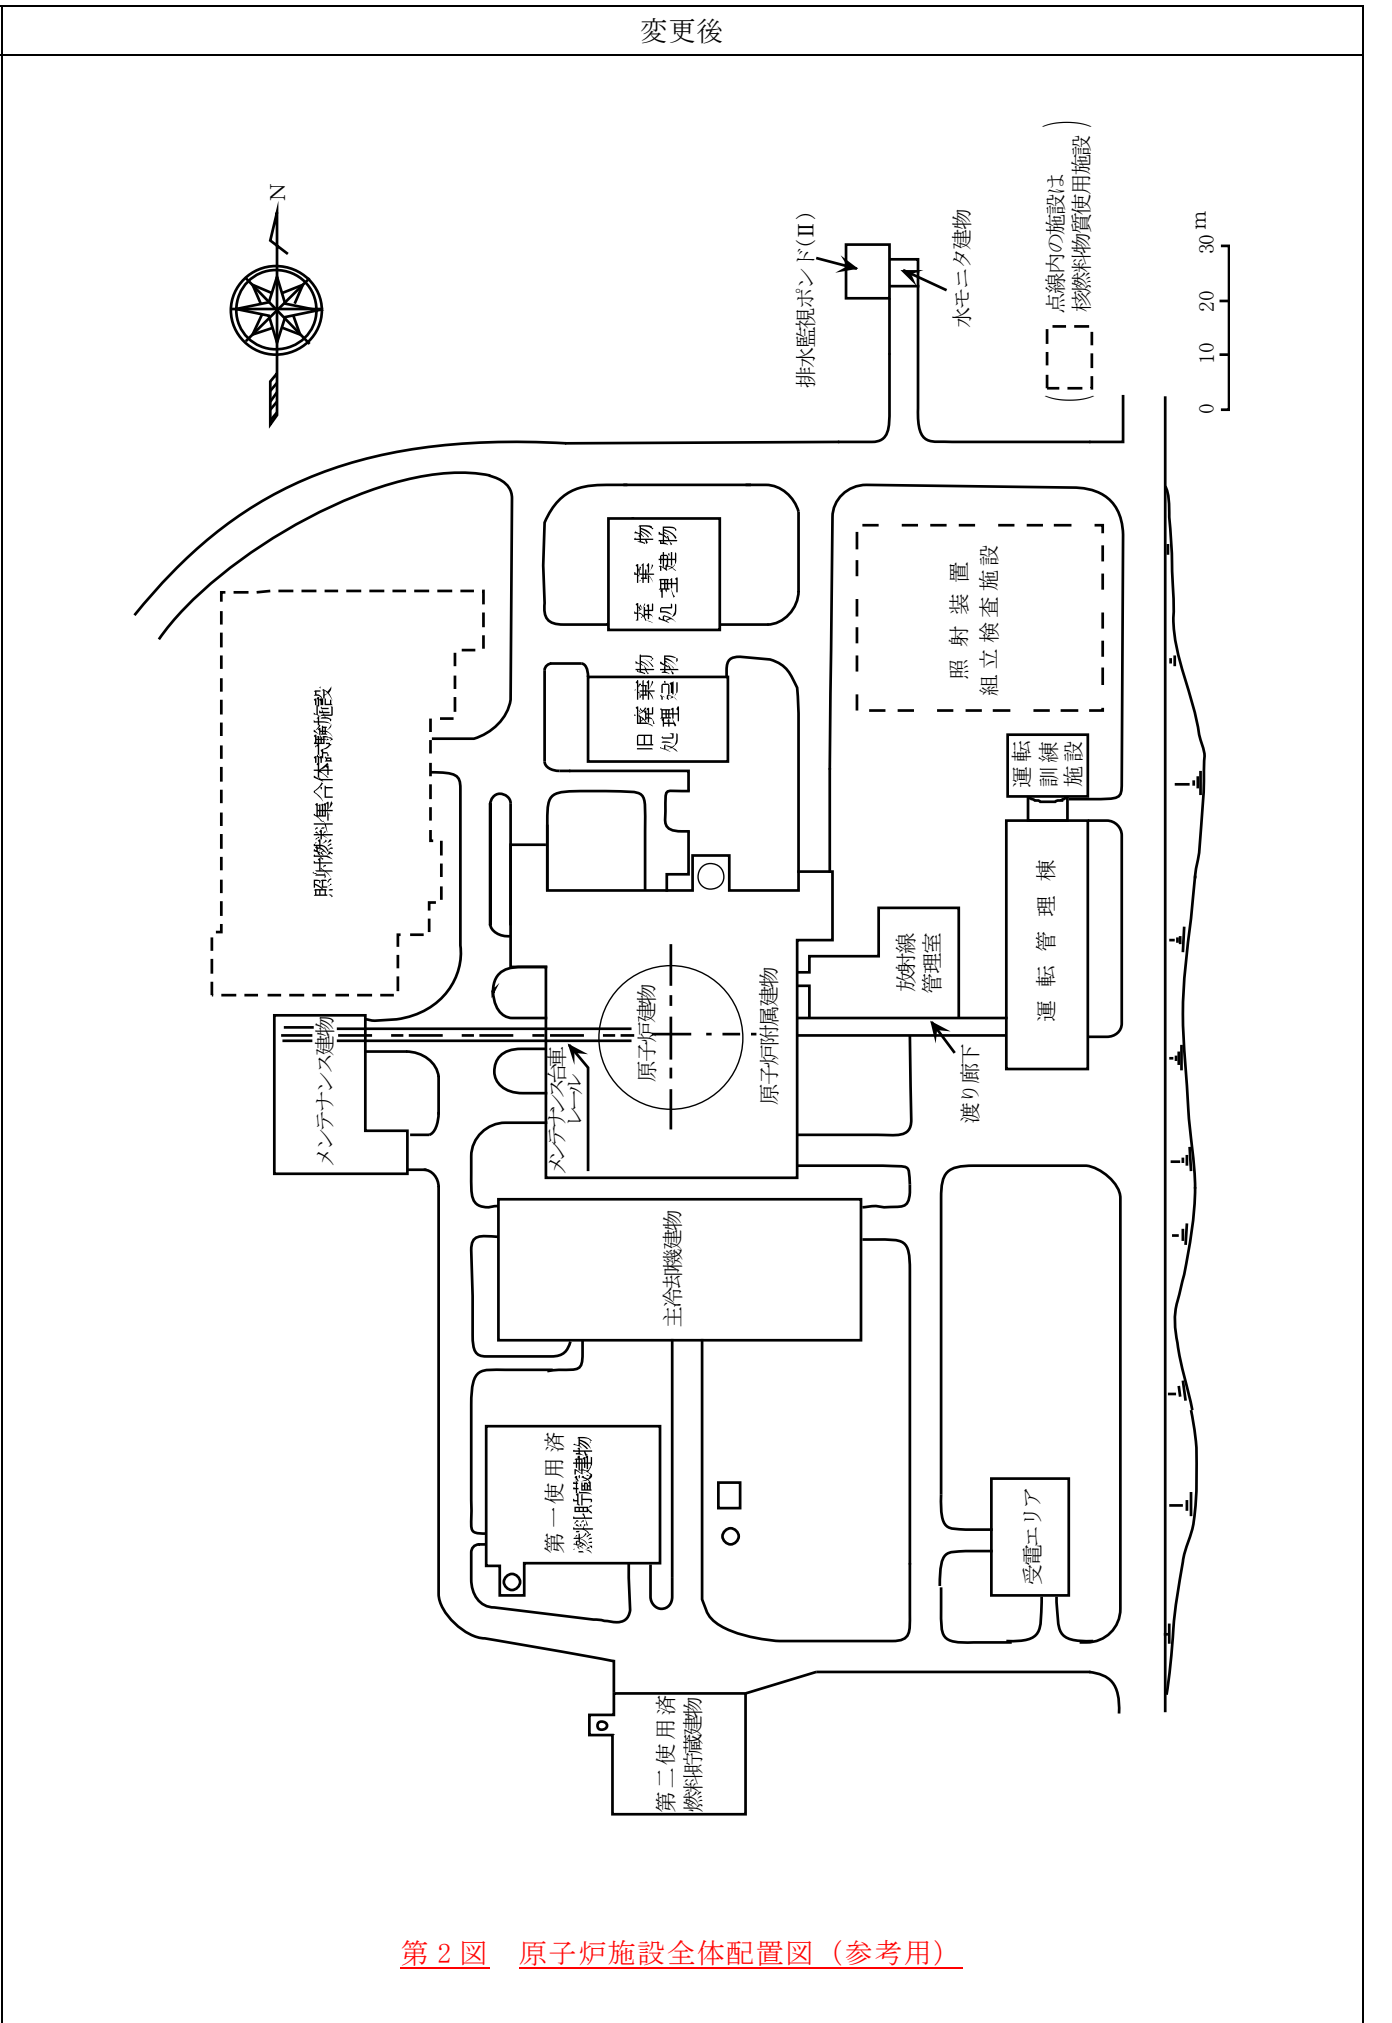 変更後
N
排水監視ポンド(Ⅱ)
水モニタ建物
点線内の施設は
核燃料物質使用施設
0 10 20 30 m
廃棄物
処理建物
照射装置
組立検査施設
旧廃棄物
処理建物
照射燃料集合体試験施設
運転
訓練
施設
運転管理棟
放射線
管理室
原子炉建物
原子炉附属建物
メンテナンス建物
メンテナンス台車
レール
渡り廊下
主冷却機建物
第一使用済
燃料貯蔵建物
受電エリア
第二使用済
燃料貯蔵建物
第2図 原子炉施設全体配置図（参考用）